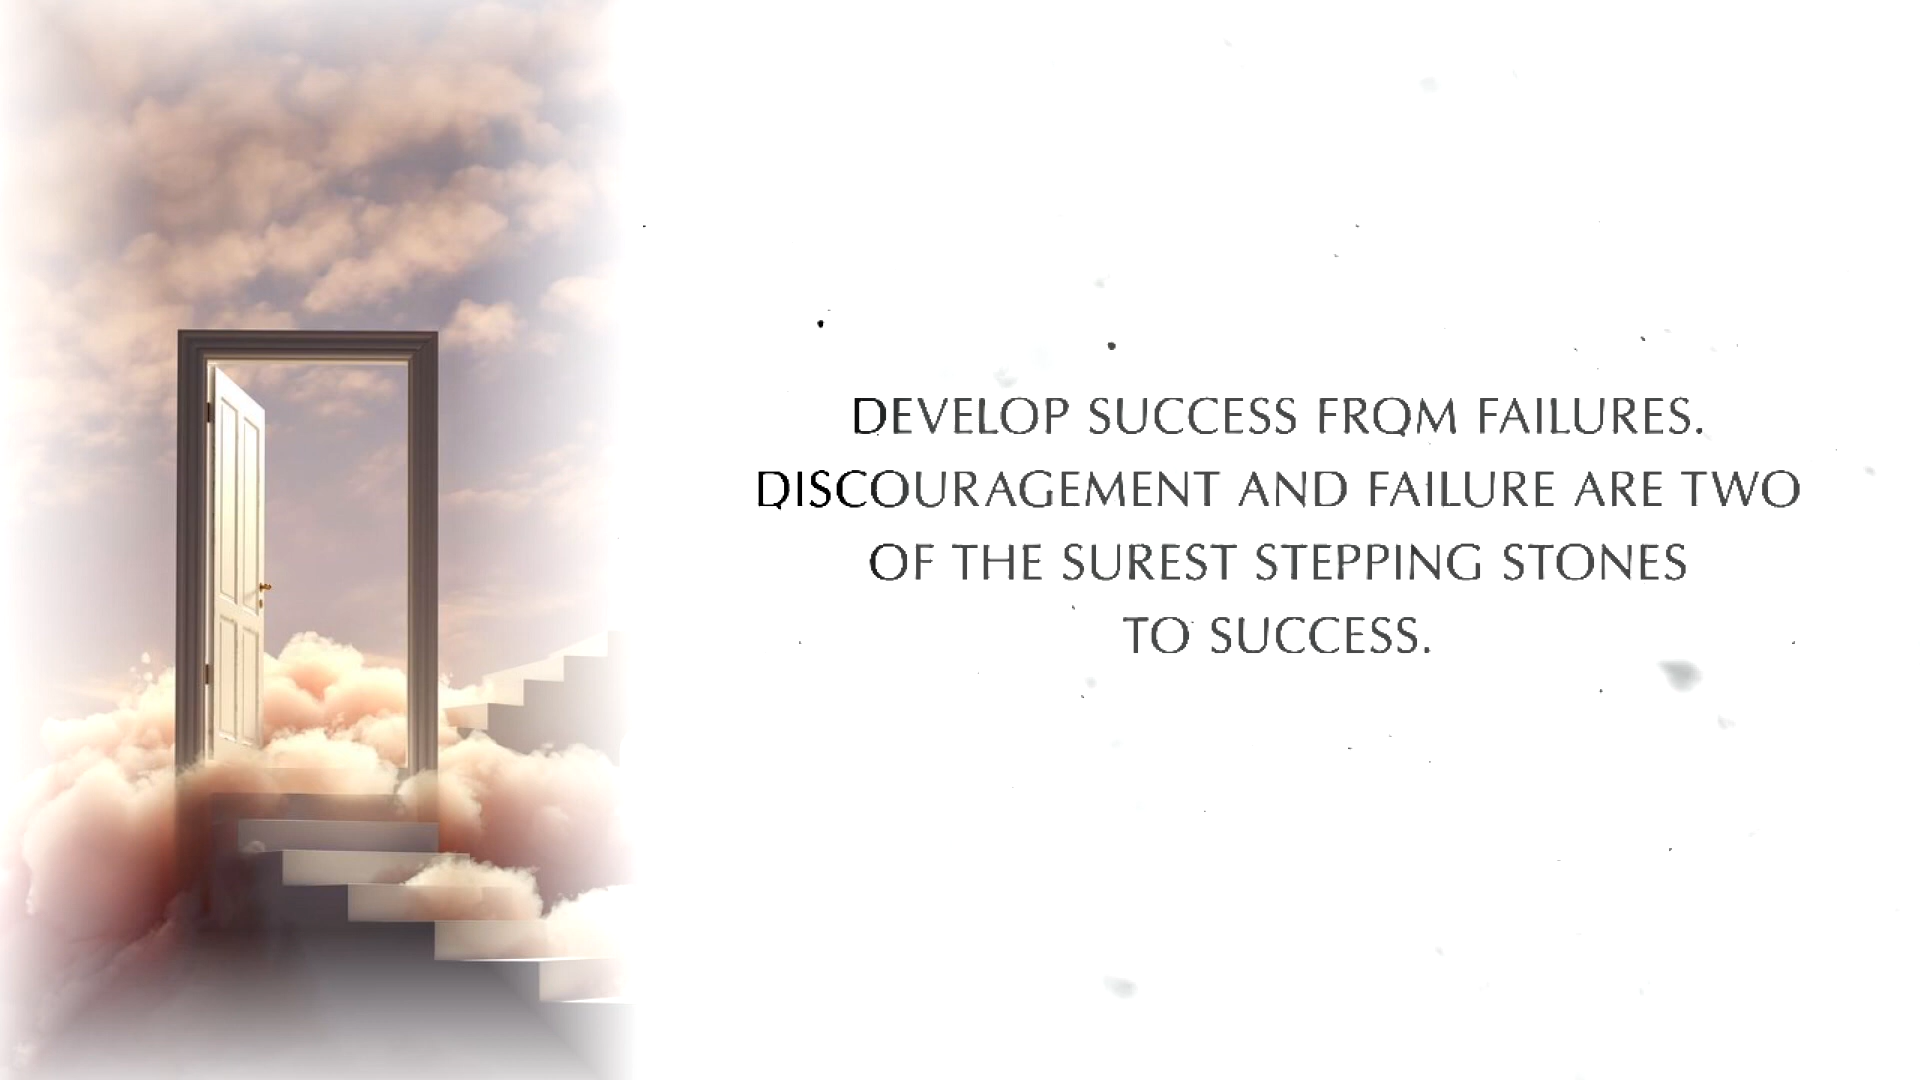 DEVELOP SUCCESS FROM FAILURES.
DISCOURAGEMENT AND FAILURE ARE TWO
OF THE SUREST STEPPING STONES
TO SUCCESS.